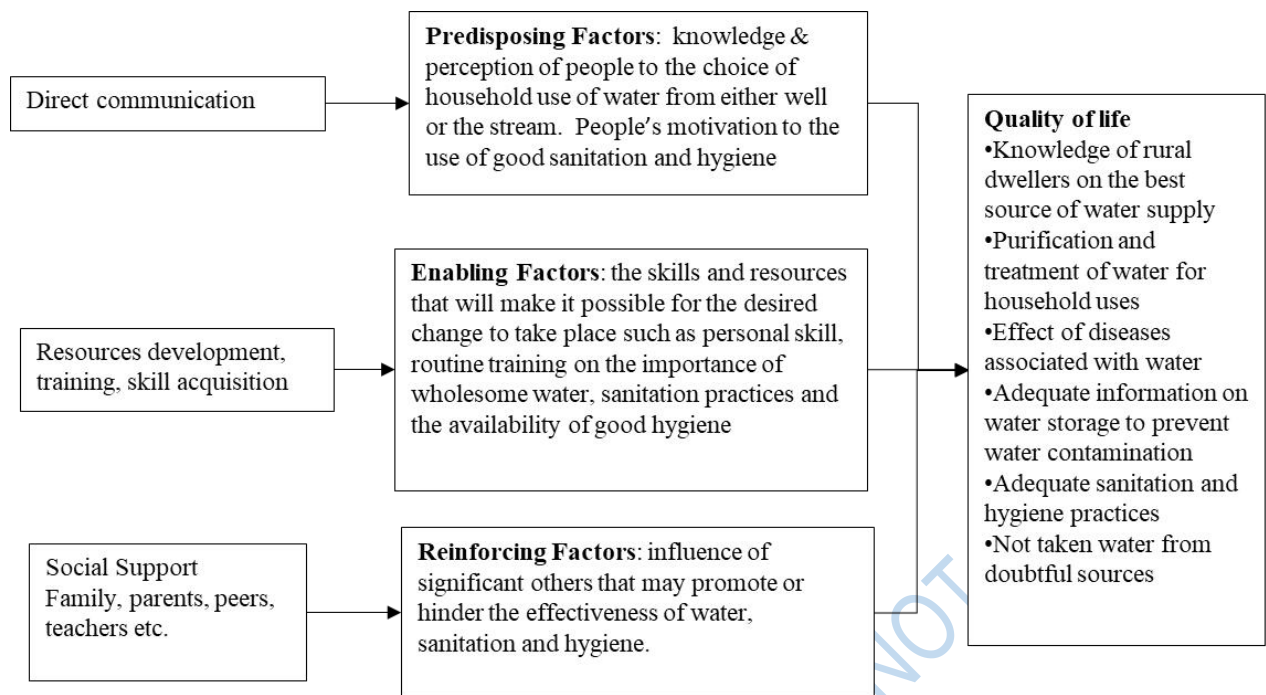 Direct communication
Predisposing Factors: knowledge &
perception of people to the choice of
household use of water from either well
or the stream. People's motivation to the
use of good sanitation and hygiene
Resources development,
training, skill acquisition
Enabling Factors: the skills and resources
that will make it possible for the desired
change to take place such as personal skill,
routine training on the importance of
wholesome water, sanitation practices and
the availability of good hygiene
Social Support
Family, parents, peers,
teachers etc.
Reinforcing Factors: influence of
significant others that may promote or
hinder the effectiveness of water,
sanitation and hygiene.
Quality of life
•Knowledge of rural
dwellers on the best
source of water supply
•Purification and
treatment of water for
household uses
•Effect of diseases
associated with water
•Adequate information on
water storage to prevent
water contamination
•Adequate sanitation and
hygiene practices
•Not taken water from
doubtful sources
NOT